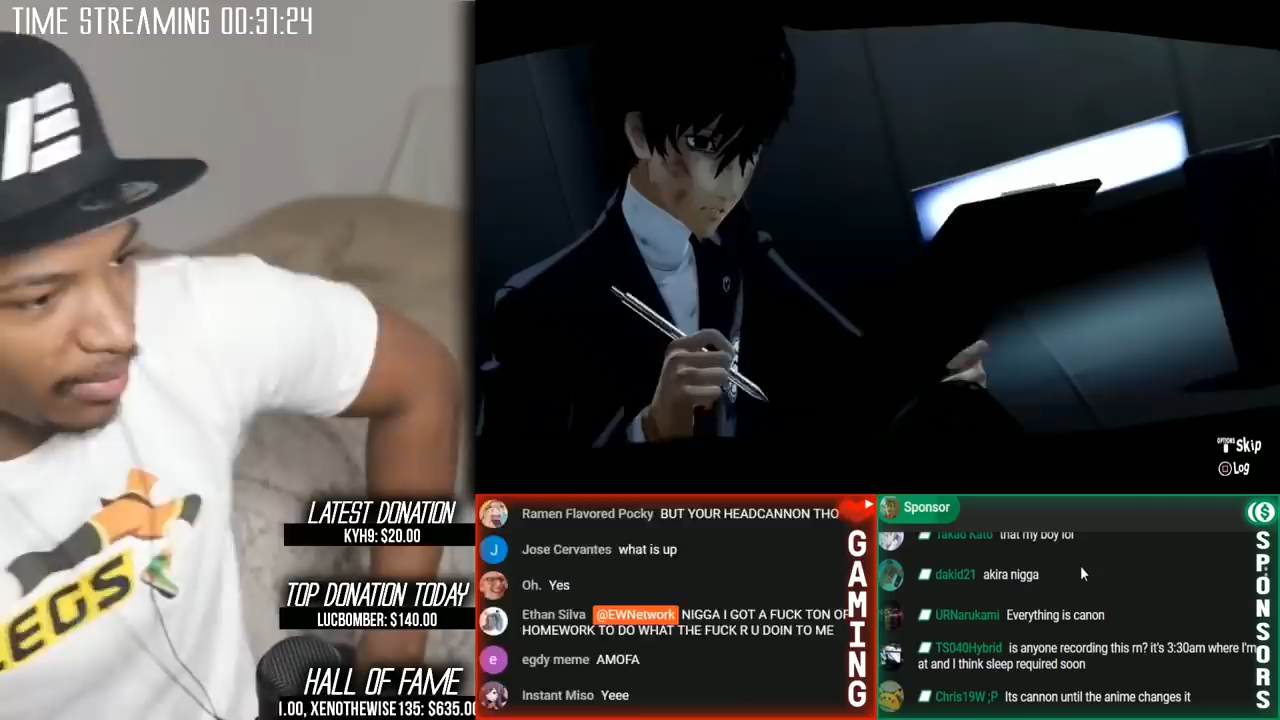 TIME STREAMING 00:31:24
E
EGS
LATEST DONATION
KYH9: $20.00
TOP DONATION TODAY
LUCBOMBER: $140.00
HALL OF FAME
1.00, XENOTHEWISE135: $635.00
OPTIONS Skip
Log
Ramen Flavored Pocky BUT YOUR HEADCANNON THO
J Jose Cervantes what is up
Oh. Yes
Ethan Silva @EWNetwork NIGGA I GOT A FUCK TON OF
HOMEWORK TO DO WHAT THE FUCK R U DOIN TO ME
e egdy meme AMOFA
Instant Miso Yeee
GAMING
Sponsor
Takao Kato that my boy lol
dakid21 akira nigga
URNarukami Everything is canon
TS040Hybrid is anyone recording this rn? it's 3:30am where I'm
at and I think sleep required soon
Chris19W ;P Its cannon until the anime changes it
SPONSORS